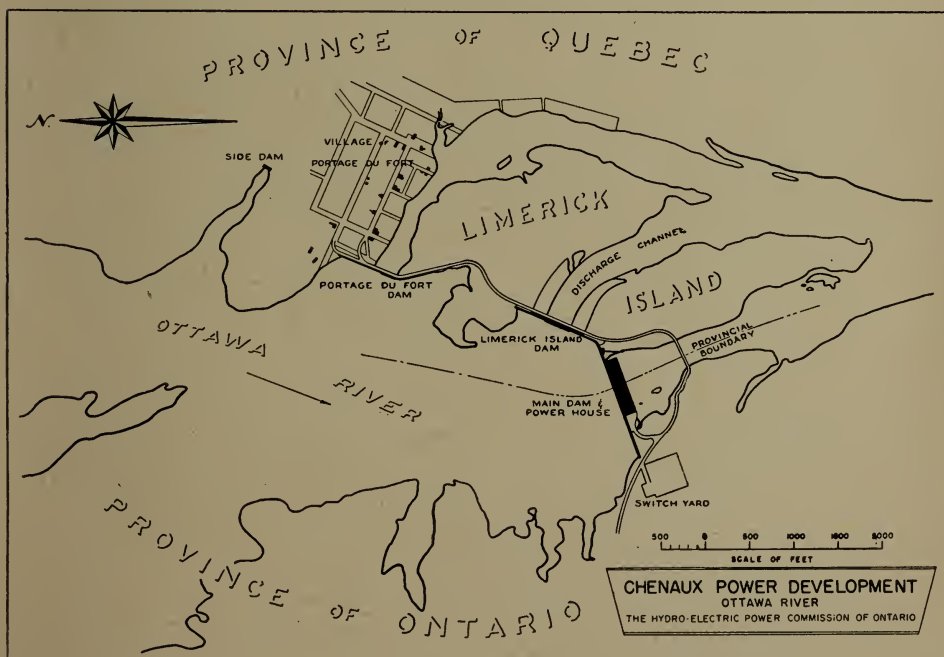 PROVINCE OF QUEBEC
N.
VILLAGE
PORTAGE DU FORT
SIDE DAM
LIMERICK
ISLAND
DISCHARGE CHANNEL
PORTAGE DU FORT
DAM
OTTAWA
RIVER
LIMERICK ISLAND
DAM
PROVINCIAL
BOUNDARY
MAIN DAM &
POWER HOUSE
SWITCH YARD
PROVINCE OF ONTARIO
500 0 500 1000 1500 2000
SCALE OF FEET
CHENAUX POWER DEVELOPMENT
OTTAWA RIVER
THE HYDRO-ELECTRIC POWER COMMISSION OF ONTARIO